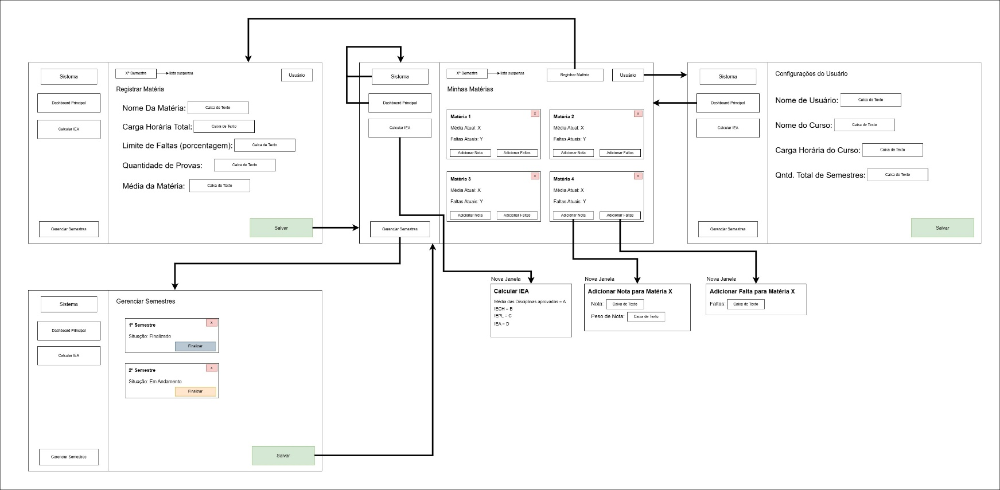 Sistema
Dashboard Principal
Calcular IEA
Gerenciar Semestres
Xº Semestre
lista suspensa
Usuário
Registrar Matéria
Nome Da Matéria:
Caixa de Texto
Carga Horária Total:
Caixa de Texto
Limite de Faltas (porcentagem):
Caixa de Texto
Quantidade de Provas:
Caixa de Texto
Média da Matéria:
Caixa de Texto
Salvar
Sistema
Dashboard Principal
Calcular IEA
Gerenciar Semestres
Xº Semestre
lista suspensa
Registrar Matéria
Usuário
Minhas Matérias
Matéria 1
x
Média Atual: X
Faltas Atuais: Y
Adicionar Nota
Adicionar Faltas
Matéria 2
x
Média Atual: X
Faltas Atuais: Y
Adicionar Nota
Adicionar Faltas
Matéria 3
x
Média Atual: X
Faltas Atuais: Y
Adicionar Nota
Adicionar Faltas
Matéria 4
x
Média Atual: X
Faltas Atuais: Y
Adicionar Nota
Adicionar Faltas
Sistema
Dashboard Principal
Calcular IEA
Gerenciar Semestres
Configurações do Usuário
Nome de Usuário:
Caixa de Texto
Nome do Curso:
Caixa de Texto
Carga Horária do Curso:
Caixa de Texto
Qntd. Total de Semestres:
Caixa de Texto
Salvar
Sistema
Dashboard Principal
Calcular IEA
Gerenciar Semestres
Gerenciar Semestres
1º Semestre
x
Situação: Finalizado
Finalizar
2º Semestre
x
Situação: Em Andamento
Finalizar
Salvar
Nova Janela
Calcular IEA
Média das Disciplinas aprovadas = A
IECH = B
IEPL = C
IEA = D
Nova Janela
Adicionar Nota para Matéria X
Nota:
Caixa de Texto
Peso de Nota:
Caixa de Texto
Nova Janela
Adicionar Falta para Matéria X
Faltas:
Caixa de Texto